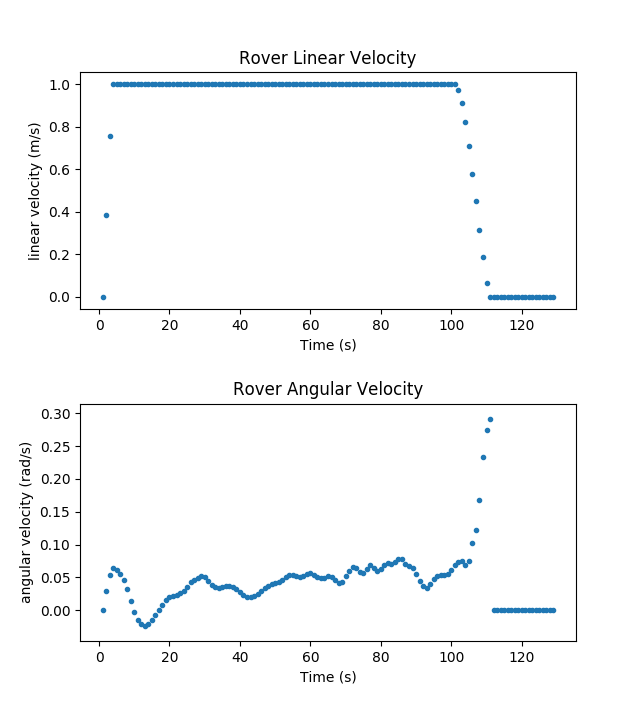 Rover Linear Velocity
linear velocity (m/s)
1.0
0.8
0.6
0.4
0.2
0.0
0 20 40 60 80 100 120
Time (s)
Rover Angular Velocity
angular velocity (rad/s)
0.30
0.25
0.20
0.15
0.10
0.05
0.00
0 20 40 60 80 100 120
Time (s)